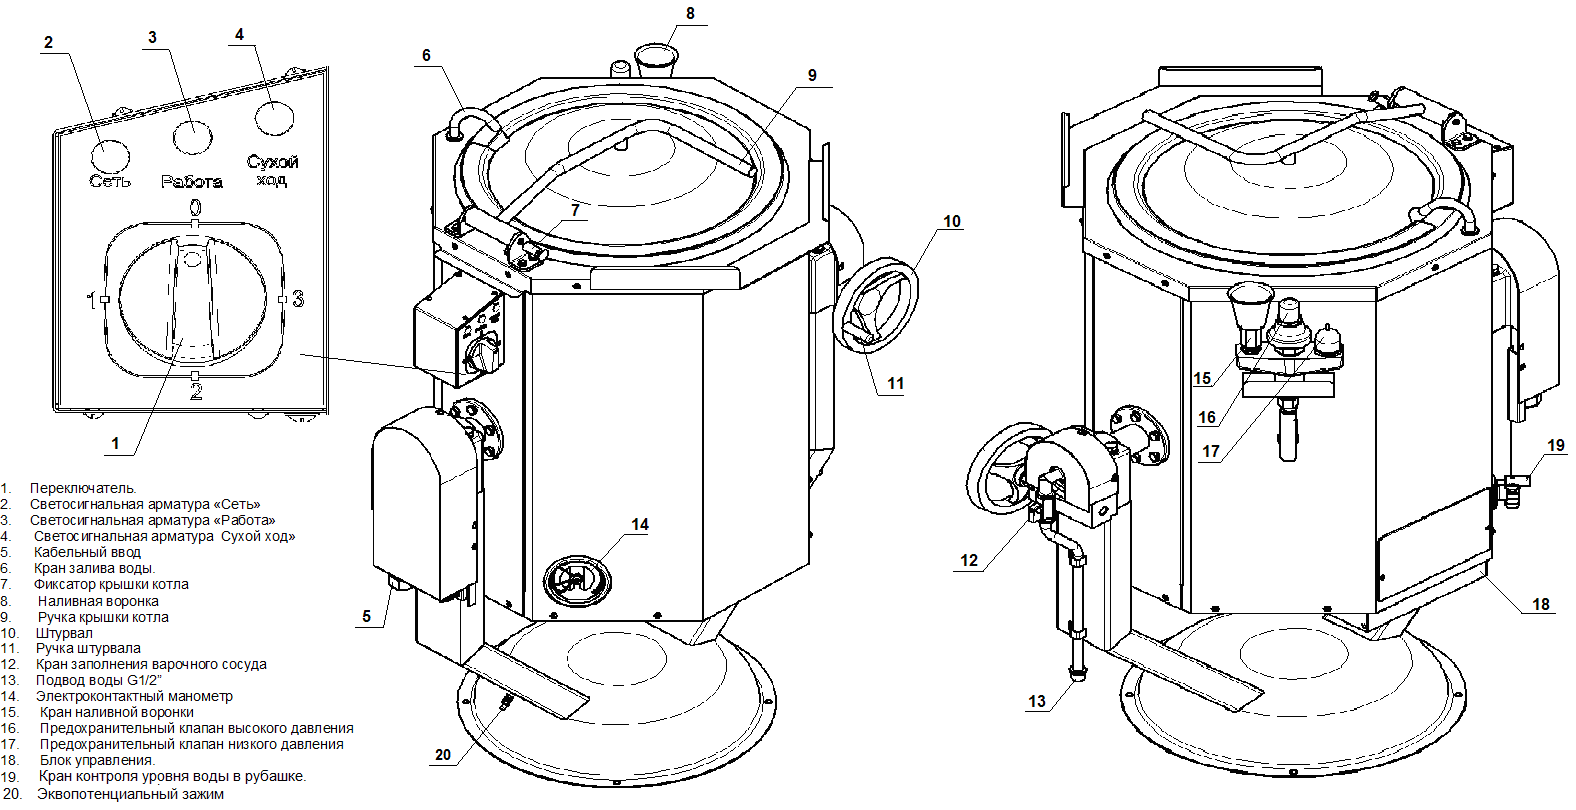 2
3
4
Сеть
Работа
Сухой
ход
0
1
3
2
1
8
6
9
7
10
11
14
5
20
15
16
17
12
13
18
19
1. Переключатель.
2. Светосигнальная арматура «Сеть»
3. Светосигнальная арматура «Работа»
4. Светосигнальная арматура Сухой ход»
5. Кабельный ввод
6. Кран залива воды.
7. Фиксатор крышки котла
8 Наливная воронка
9. Ручка крышки котла
10. Штурвал
11. Ручка штурвала
12. Кран заполнения варочного сосуда
13. Подвод воды G1/2”
14. Электроконтактный манометр
15. Кран наливной воронки
16. Предохранительный клапан высокого давления
17. Предохранительный клапан низкого давления
18. Блок управления.
19. Кран контроля уровня воды в рубашке.
20. Эквопотенциальный зажим